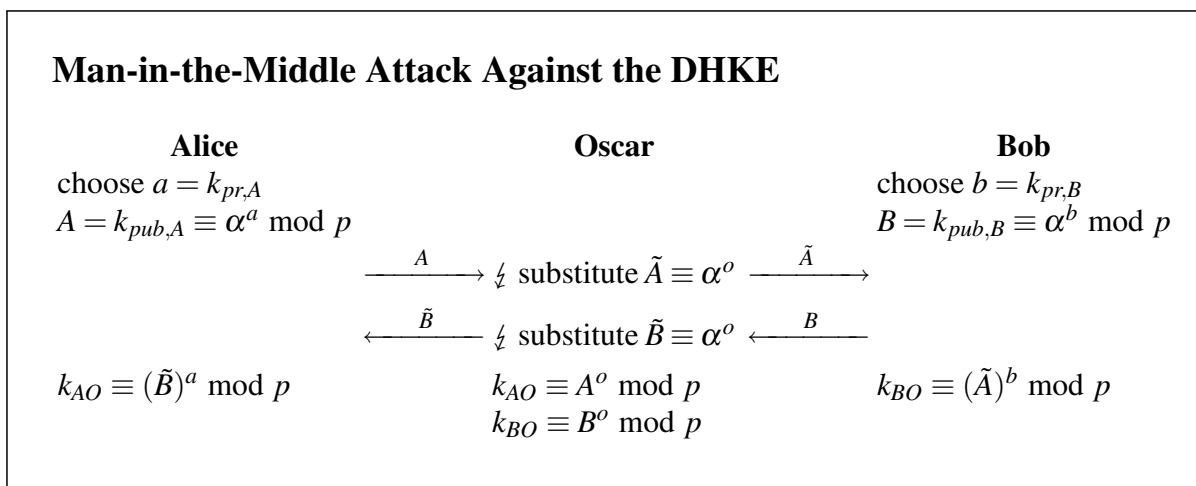 Man-in-the-Middle Attack Against the DHKE
Alice Oscar Bob
choose a = k_{pr,A} choose b = k_{pr,B}
A = k_{pub,A} ≡ α^a mod p B = k_{pub,B} ≡ α^b mod p
A ↯ substitute Ã ≡ α^o Ã
B̃ ↯ substitute B̃ ≡ α^o B
k_{AO} ≡ (B̃)^a mod p k_{AO} ≡ A^o mod p k_{BO} ≡ (Ã)^b mod p
k_{BO} ≡ B^o mod p